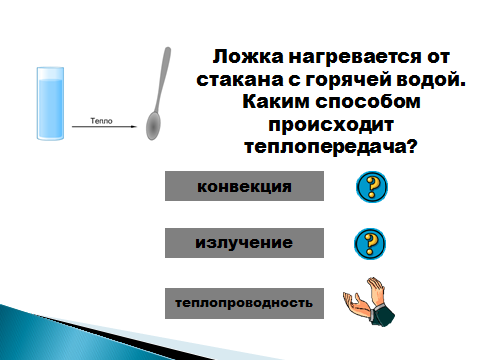 Ложка нагревается от
стакана с горячей водой.
Каким способом
происходит
теплопередача?
Тепло
конвекция
излучение
теплопроводность